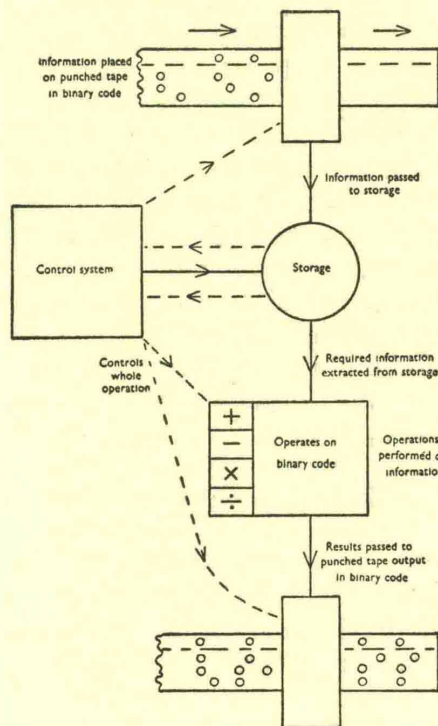 Information placed
on punched tape
in binary code
Information passed
to storage
Control system
Storage
Required information
extracted from storage
Controls
whole
operation
+
−
×
÷
Operates on
binary code
Operations
performed
information
Results passed to
punched tape output
in binary code